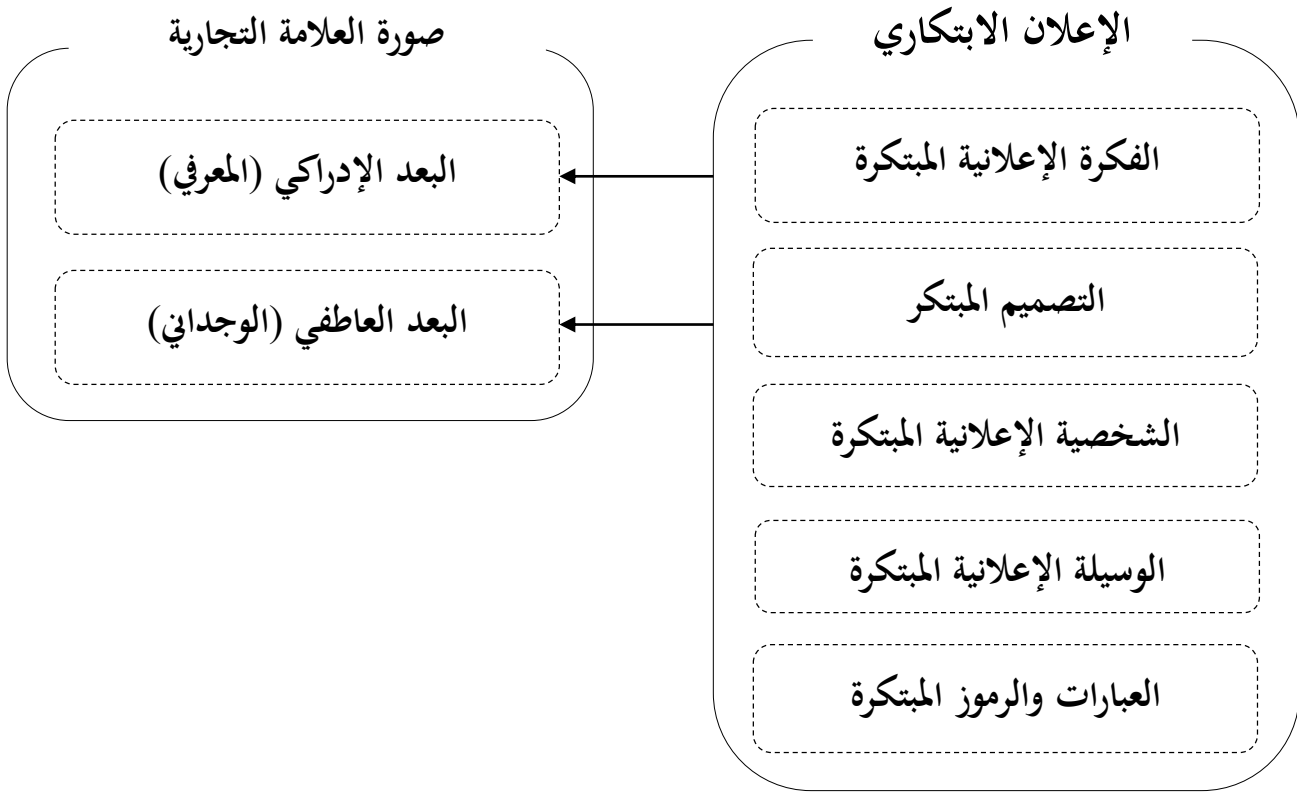 الإعلان الابتكاري
الفكرة الإعلانية المبتكرة
التصميم المبتكر
الشخصية الإعلانية المبتكرة
الوسيلة الإعلانية المبتكرة
العبارات والرموز المبتكرة
صورة العلامة التجارية
البعد الإدراكي (المعرفي)
البعد العاطفي (الوجداني)